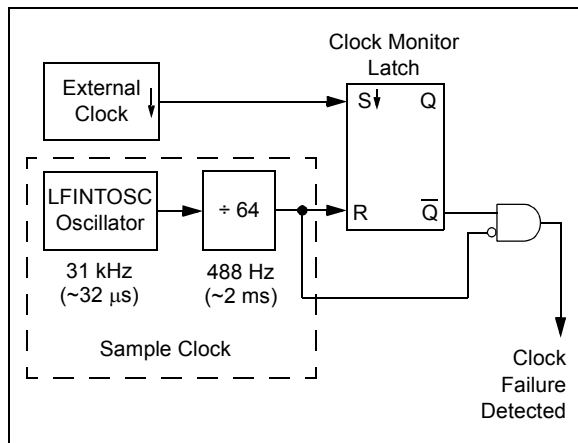 Clock Monitor
Latch
External
Clock
S
Q
LFINTOSC
Oscillator
÷ 64
R
Q̅
31 kHz
(~32 μs)
488 Hz
(~2 ms)
Sample Clock
Clock
Failure
Detected